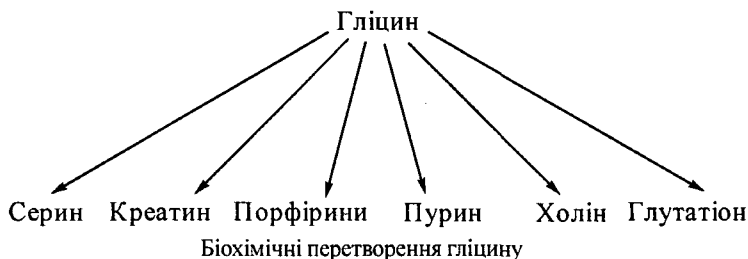 Гліцин
Серин Креатин Порфірини Пурин Холін Глутатіон
Біохімічні перетворення гліцину